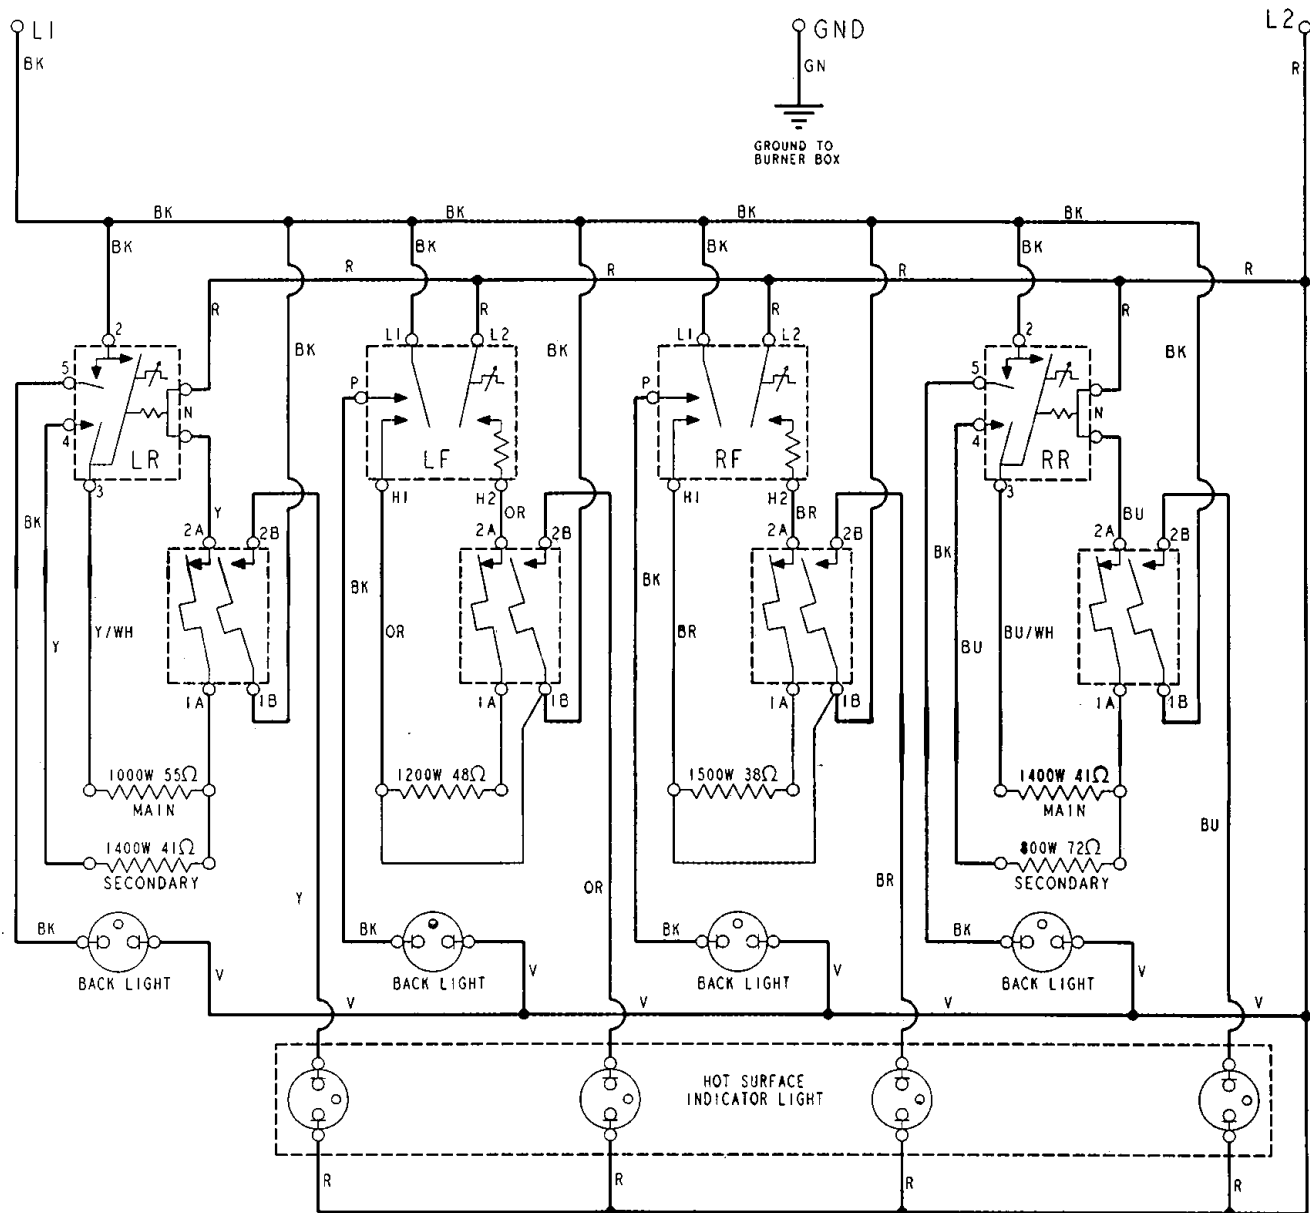 L1
GND
L2
BK
GN
R
GROUND TO
BURNER BOX
BK
BK
BK
BK
BK
BK
BK
BK
R
R
R
R
R
R
R
R
2
L1
L2
L1
L2
2
BK
BK
BK
BK
5
P
P
5
N
N
4
4
LR
LF
RF
RR
3
H1
H2
H1
H2
3
BK
Y
OR
BR
BK
BU
2A
2B
2A
2B
2A
2B
2A
2B
BK
BK
Y
Y/WH
OR
BR
BU
BU/WH
1A
1B
1A
1B
1A
1B
1A
1B
1000W 55Ω
MAIN
1200W 48Ω
1500W 38Ω
1400W 41Ω
MAIN
BU
1400W 41Ω
SECONDARY
800W 72Ω
SECONDARY
Y
OR
BR
BK
BK
BK
BK
BACK LIGHT
BACK LIGHT
BACK LIGHT
BACK LIGHT
V
V
V
V
V
V
V
V
HOT SURFACE
INDICATOR LIGHT
R
R
R
R